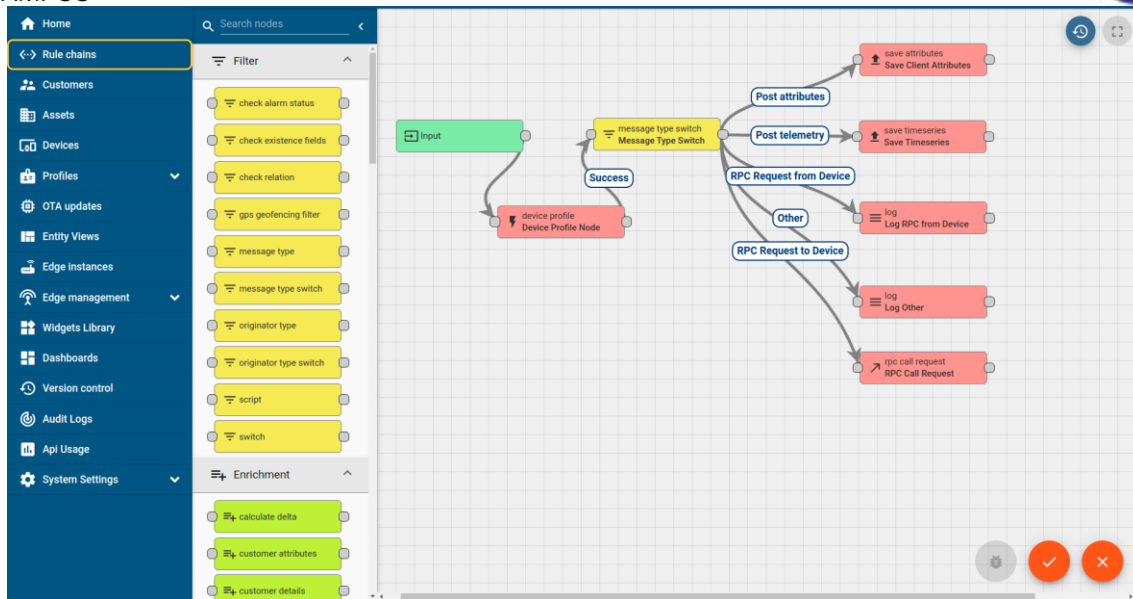 Home
Rule chains
Customers
Assets
Devices
Profiles
OTA updates
Entity Views
Edge instances
Edge management
Widgets Library
Dashboards
Version control
Audit Logs
Api Usage
System Settings
Search nodes
Filter
check alarm status
check existence fields
check relation
gps geofencing filter
message type
message type switch
originator type
originator type switch
script
switch
Enrichment
calculate delta
customer attributes
customer details
Input
device profile
Device Profile Node
Success
message type switch
Message Type Switch
Post attributes
Post telemetry
RPC Request from Device
Other
RPC Request to Device
save attributes
Save Client Attributes
save timeseries
Save Timeseries
log
Log RPC from Device
log
Log Other
rpc call request
RPC Call Request